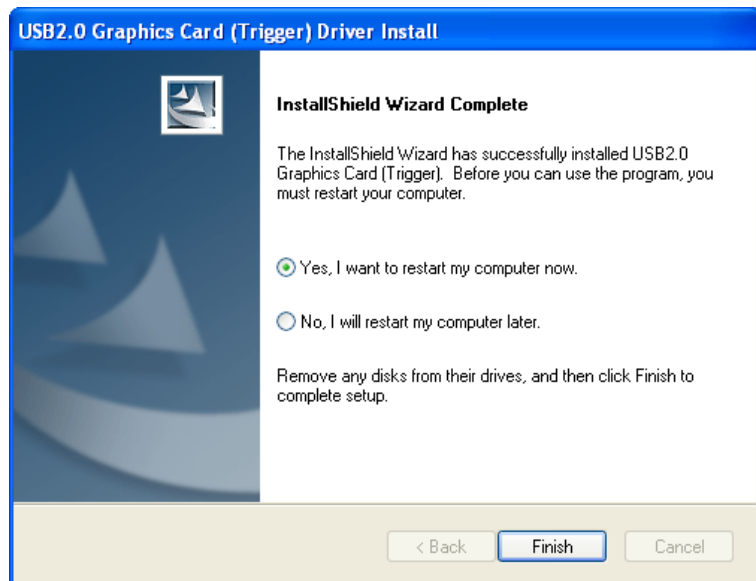 USB2.0 Graphics Card (Trigger) Driver Install
InstallShield Wizard Complete
The InstallShield Wizard has successfully installed USB2.0
Graphics Card (Trigger). Before you can use the program, you
must restart your computer.
Yes, I want to restart my computer now.
No, I will restart my computer later.
Remove any disks from their drives, and then click Finish to
complete setup.
< Back Finish Cancel